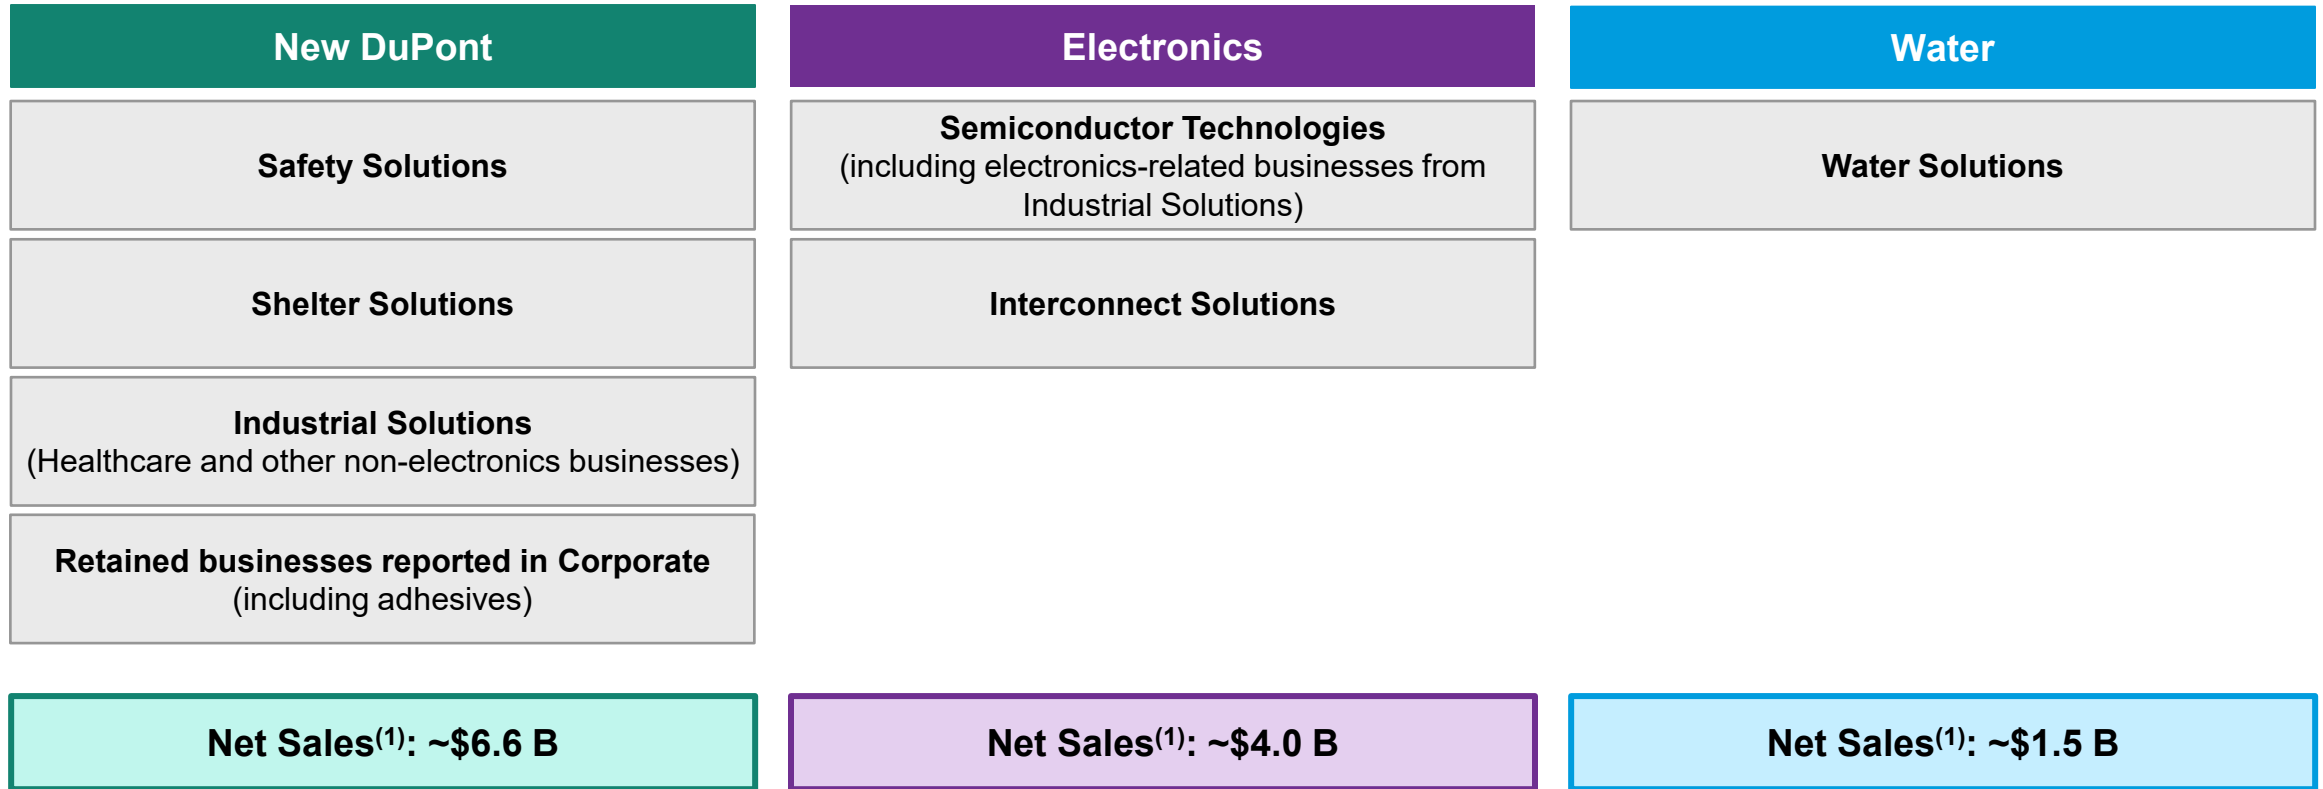 New DuPont
Safety Solutions
Shelter Solutions
Industrial Solutions
(Healthcare and other non-electronics businesses)
Retained businesses reported in Corporate
(including adhesives)
Net Sales(1): ~$6.6 B
Electronics
Semiconductor Technologies
(including electronics-related businesses from
Industrial Solutions)
Interconnect Solutions
Net Sales(1): ~$4.0 B
Water
Water Solutions
Net Sales(1): ~$1.5 B